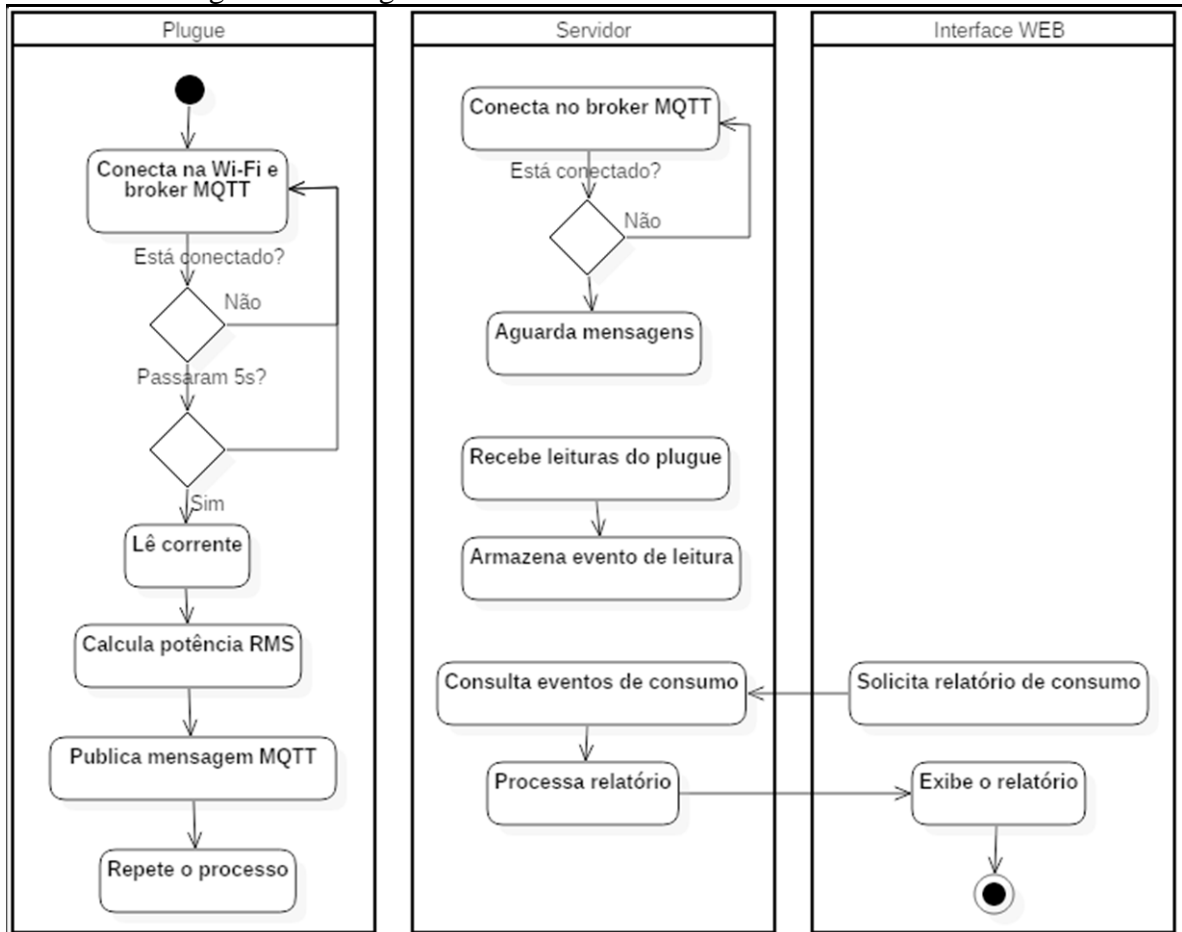 Plugue
Conecta na Wi-Fi e
broker MQTT
Está conectado?
Não
Passaram 5s?
Sim
Lê corrente
Calcula potência RMS
Publica mensagem MQTT
Repete o processo
Servidor
Conecta no broker MQTT
Está conectado?
Não
Aguarda mensagens
Recebe leituras do plugue
Armazena evento de leitura
Consulta eventos de consumo
Processa relatório
Interface WEB
Solicita relatório de consumo
Exibe o relatório